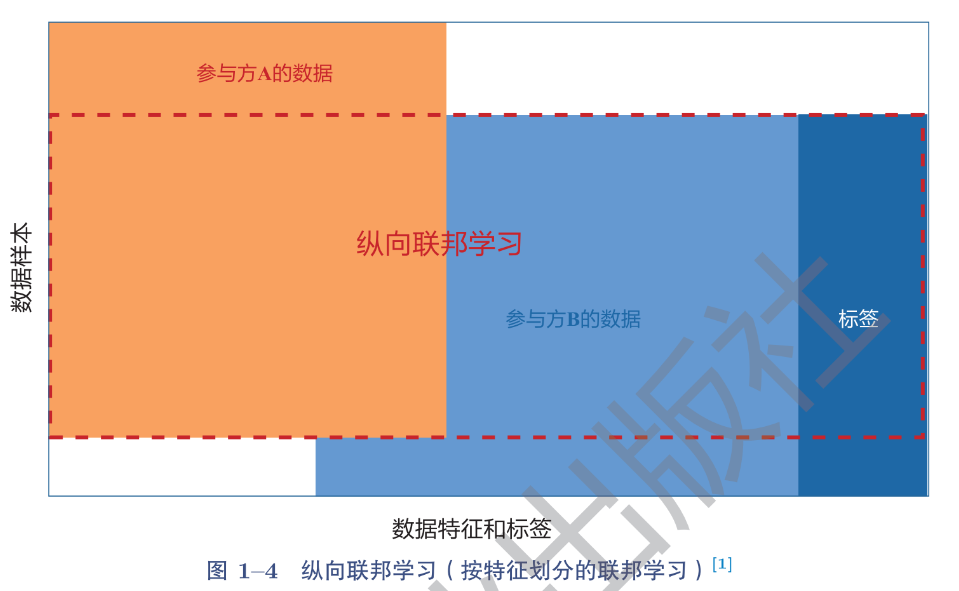 参与方A的数据
纵向联邦学习
参与方B的数据
标签
数据样本
数据特征和标签
图 1–4 纵向联邦学习（按特征划分的联邦学习）[1]
出版社